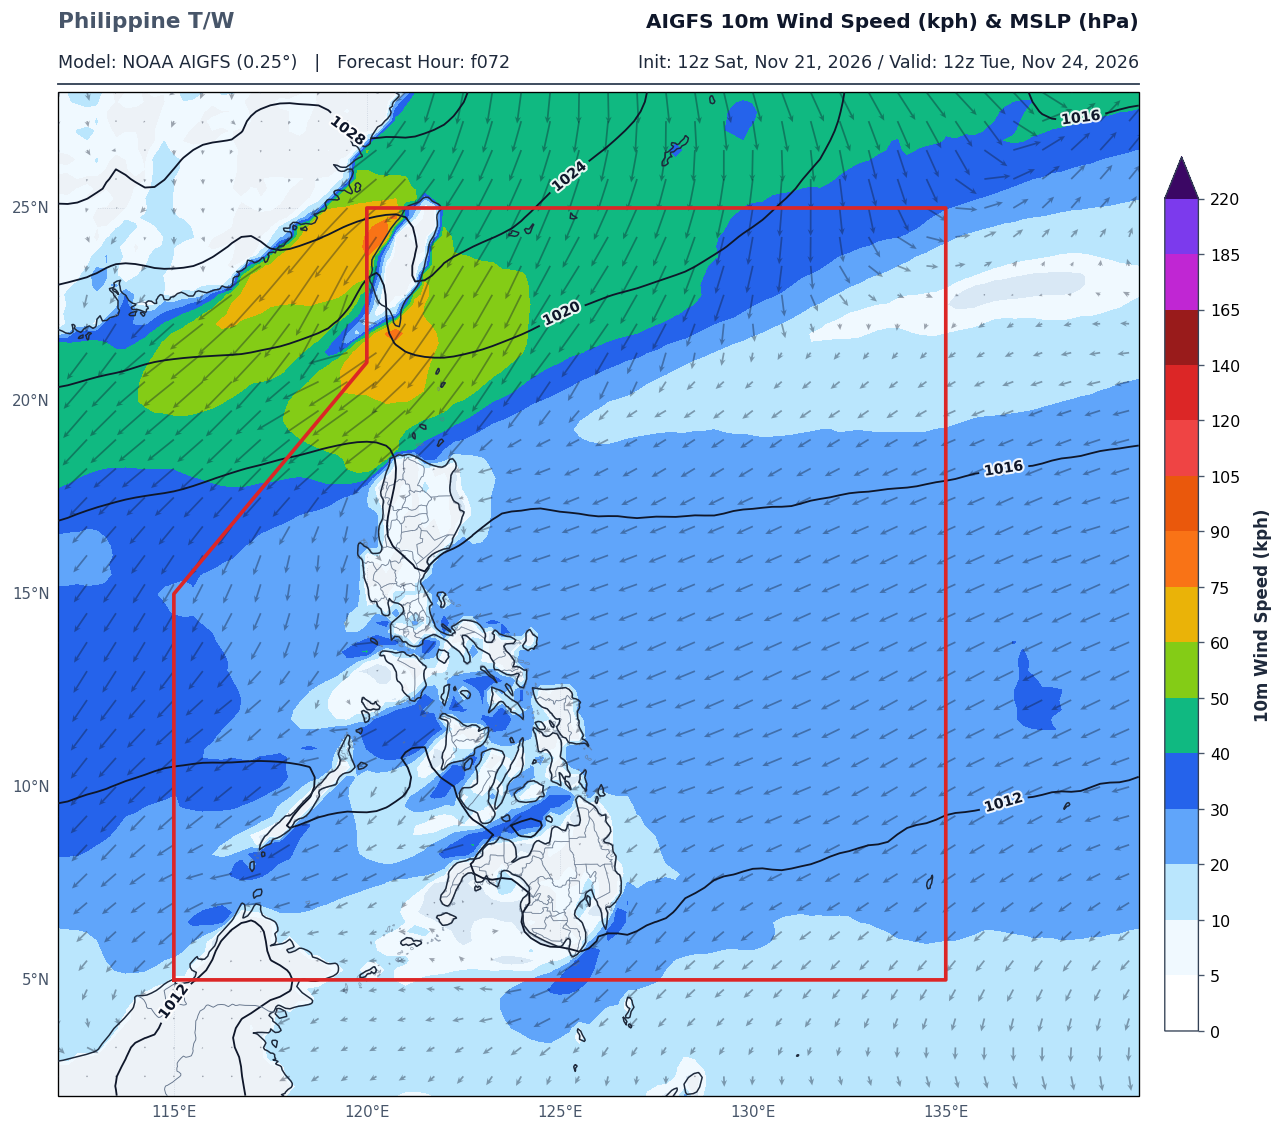 Philippine T/W
AIGFS 10m Wind Speed (kph) & MSLP (hPa)
Model: NOAA AIGFS (0.25°)   |   Forecast Hour: f072
Init: 12z Sat, Nov 21, 2026 / Valid: 12z Tue, Nov 24, 2026
1028
1016
1024
1020
1016
1012
1012
25°N
20°N
15°N
10°N
5°N
115°E
120°E
125°E
130°E
135°E
220
185
165
140
120
105
90
75
60
50
40
30
20
10
5
0
10m Wind Speed (kph)